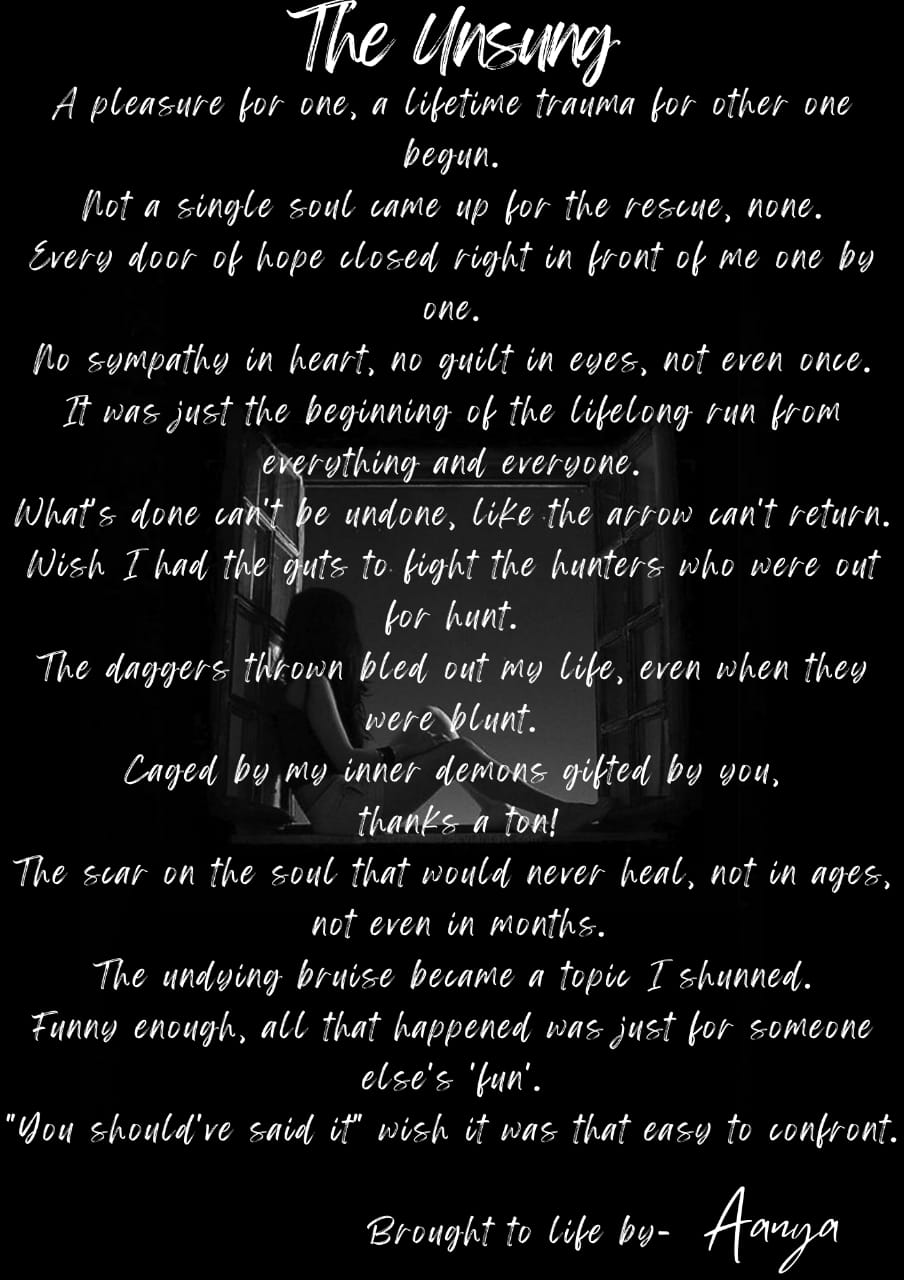 The Unsung
A pleasure for one, a lifetime trauma for other one
begun.
Not a single soul came up for the rescue, none.
Every door of hope closed right in front of me one by
one.
No sympathy in heart, no guilt in eyes, not even once.
It was just the beginning of the lifelong run from
everything and everyone.
What's done can't be undone, like the arrow can't return.
Wish I had the guts to fight the hunters who were out
for hunt.
The daggers thrown bled out my life, even when they
were blunt.
Caged by my inner demons gifted by you,
thanks a ton!
The scar on the soul that would never heal, not in ages,
not even in months.
The undying bruise became a topic I shunned.
Funny enough, all that happened was just for someone
else's 'fun'.
"You should've said it" wish it was that easy to confront.
Brought to life by- Aanya